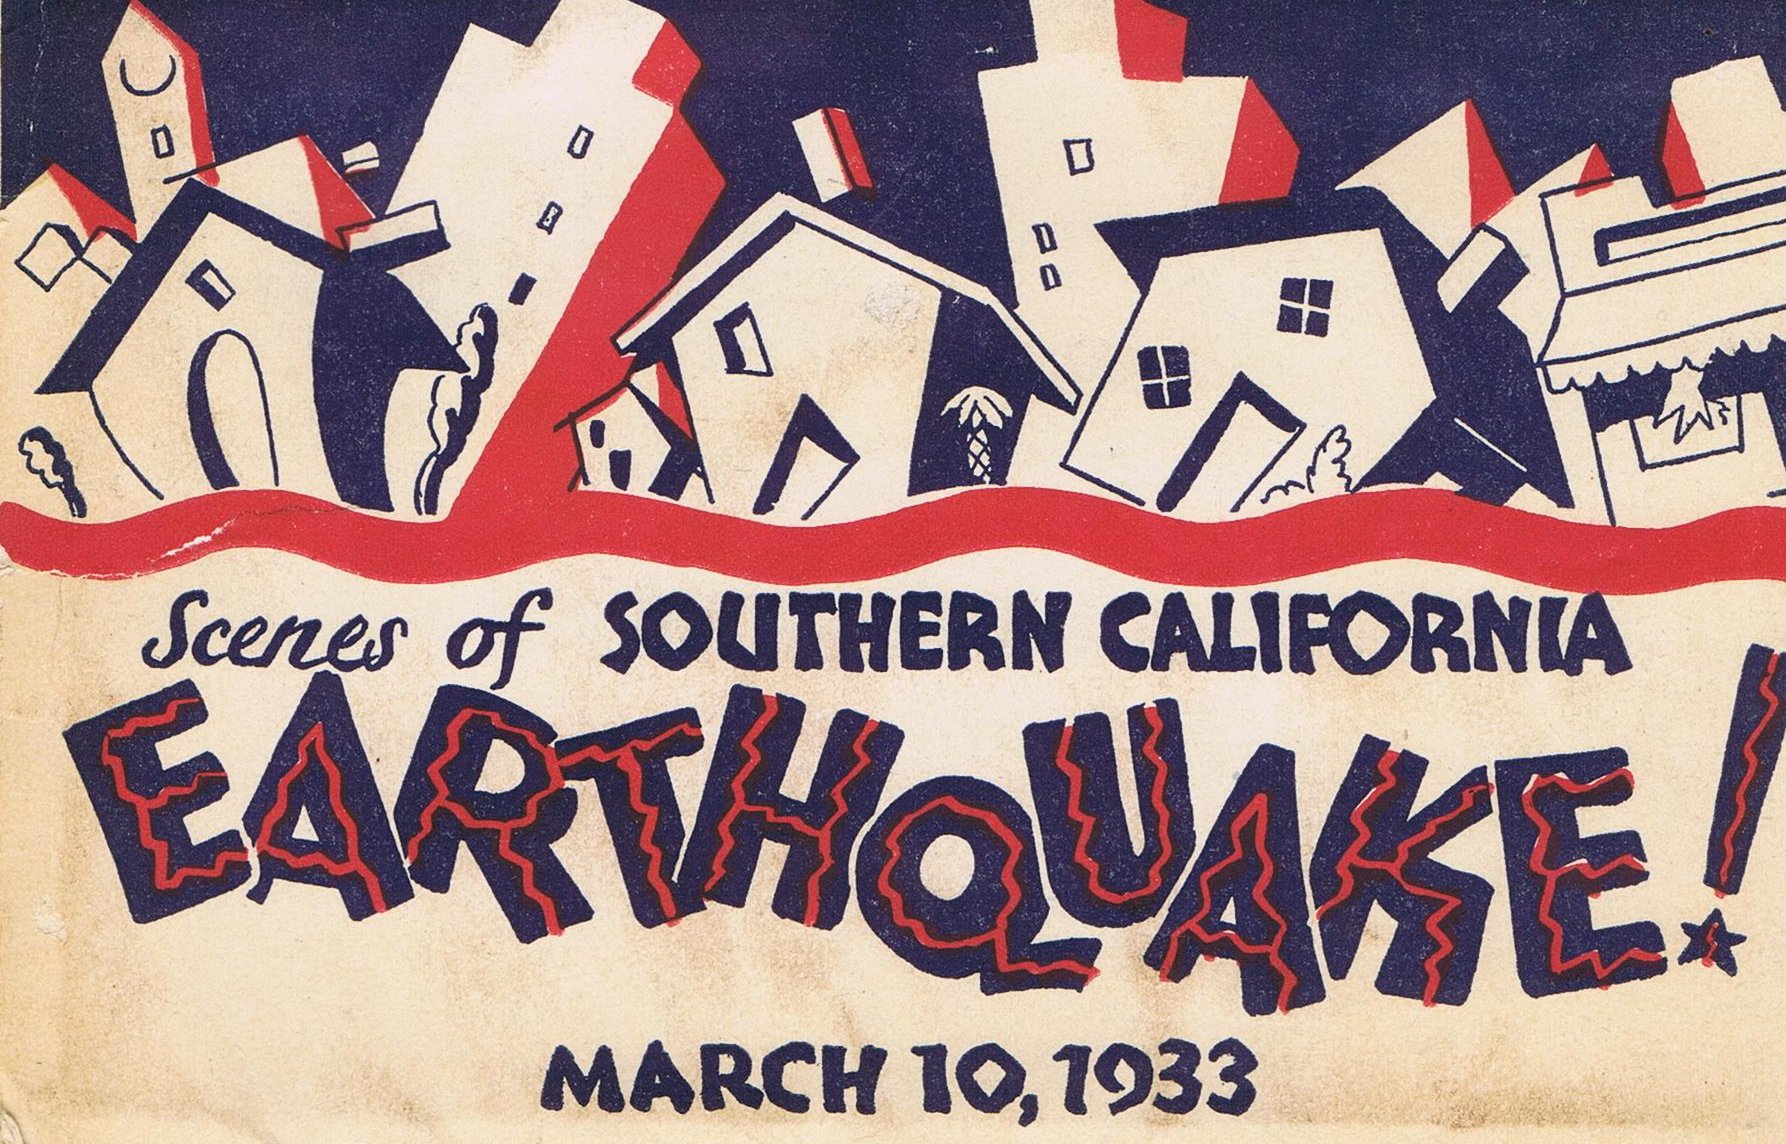 Scenes of SOUTHERN CALIFORNIA
EARTHQUAKE!
MARCH 10, 1933